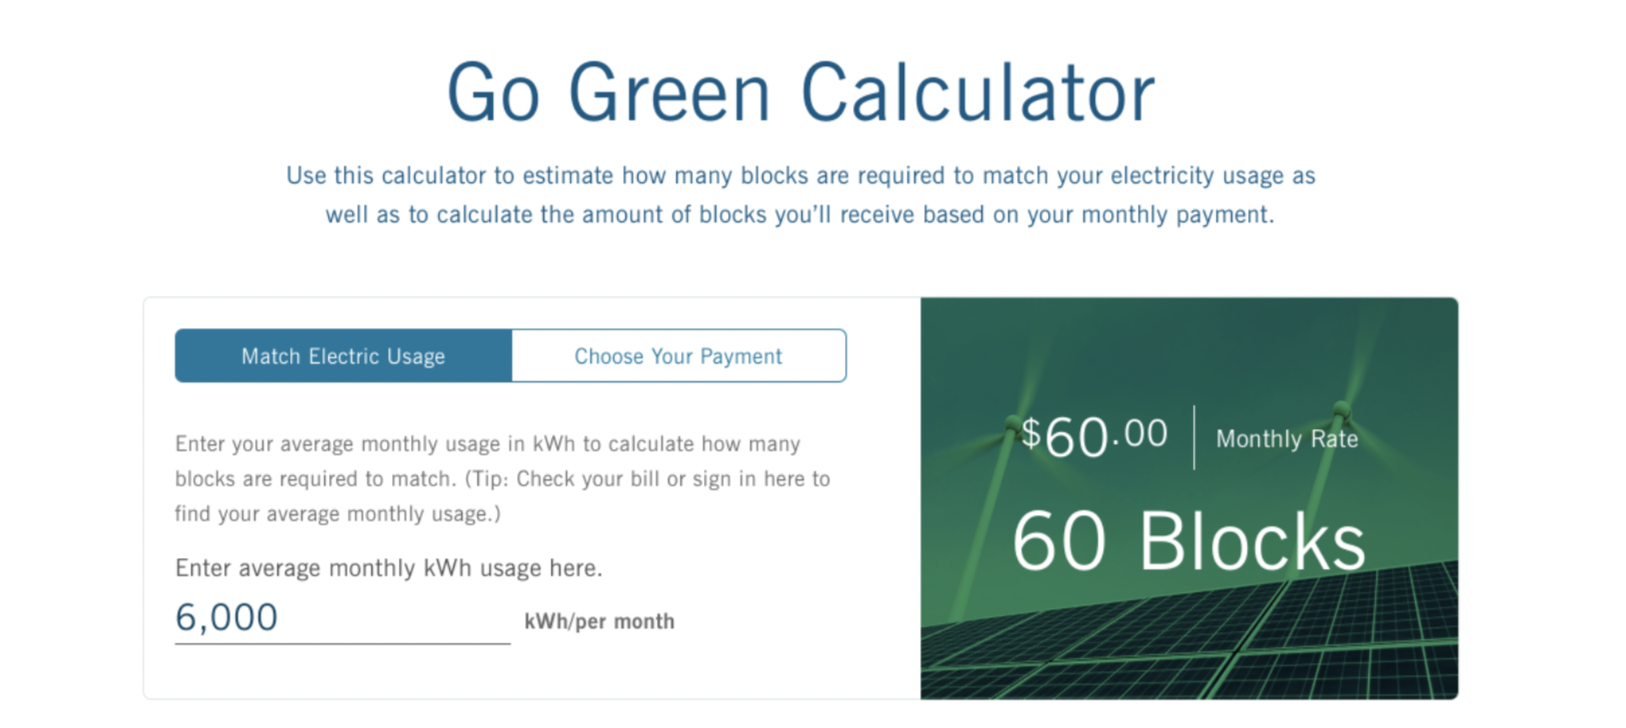 Go Green Calculator
Use this calculator to estimate how many blocks are required to match your electricity usage as
well as to calculate the amount of blocks you’ll receive based on your monthly payment.
Match Electric Usage
Choose Your Payment
Enter your average monthly usage in kWh to calculate how many
blocks are required to match. (Tip: Check your bill or sign in here to
find your average monthly usage.)
Enter average monthly kWh usage here.
6,000 kWh/per month
$60.00 Monthly Rate
60 Blocks